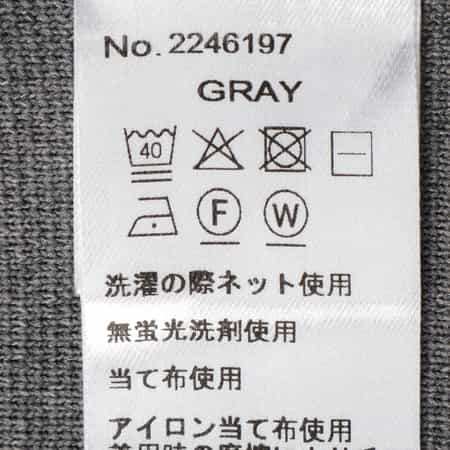 No. 2246197
GRAY
40
F W
洗濯の際ネット使用
無蛍光洗剤使用
当て布使用
アイロン当て布使用